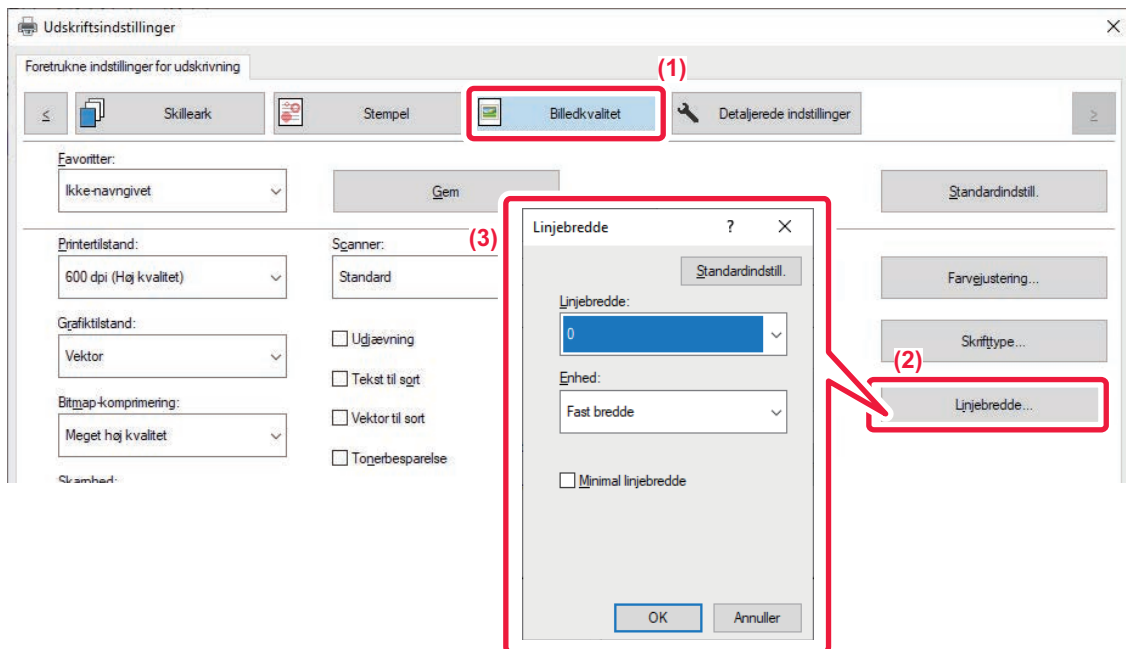 Udskriftsindstillinger
Foretrukne indstillinger for udskrivning
(1)
≤ Skilleark Stempel Billedkvalitet Detaljerede indstillinger ≥
Favoritter:
Ikke-navngivet Gem Standardindstill.
Printertilstand: Scanner:
600 dpi (Høj kvalitet) Standard Farvejustering...
Grafiktilstand:
Vektor Udjævning Skrifttype...
Tekst til sort
(2)
Bitmap-komprimering: Linjebredde...
Meget høj kvalitet Vektor til sort
Tonerbesparelse
(3)
Linjebredde ?
Standardindstill.
Linjebredde:
0
Enhed:
Fast bredde
Minimal linjebredde
OK Annuller